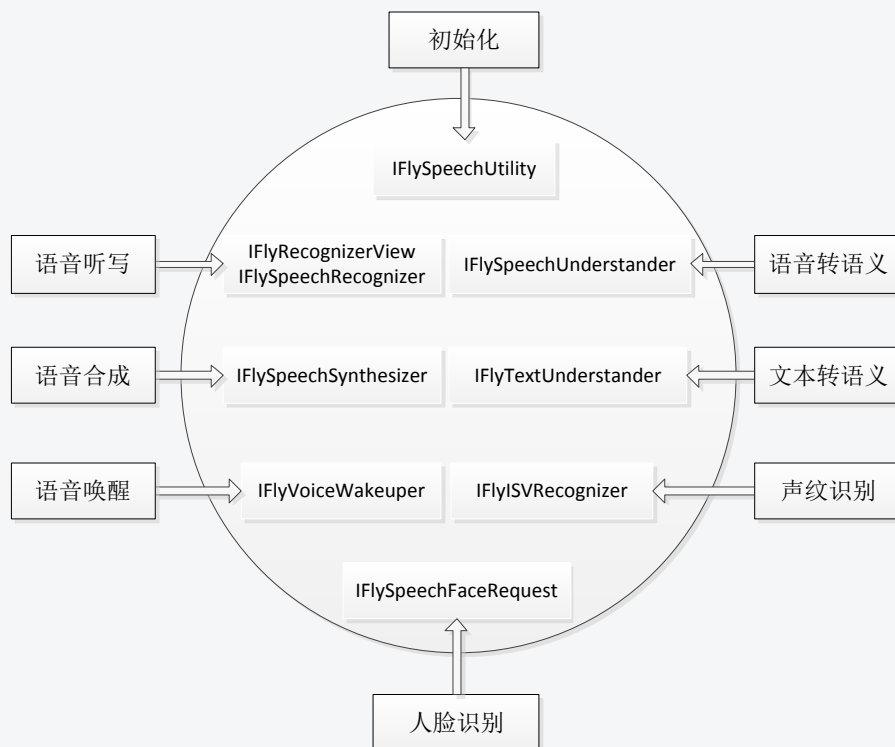 初始化
IFlySpeechUtility
语音听写
IFlyRecognizerView
IFlySpeechRecognizer
IFlySpeechUnderstander
语音转语义
语音合成
IFlySpeechSynthesizer
IFlyTextUnderstander
文本转语义
语音唤醒
IFlyVoiceWakeuper
IFlyISVRecognizer
声纹识别
IFlySpeechFaceRequest
人脸识别